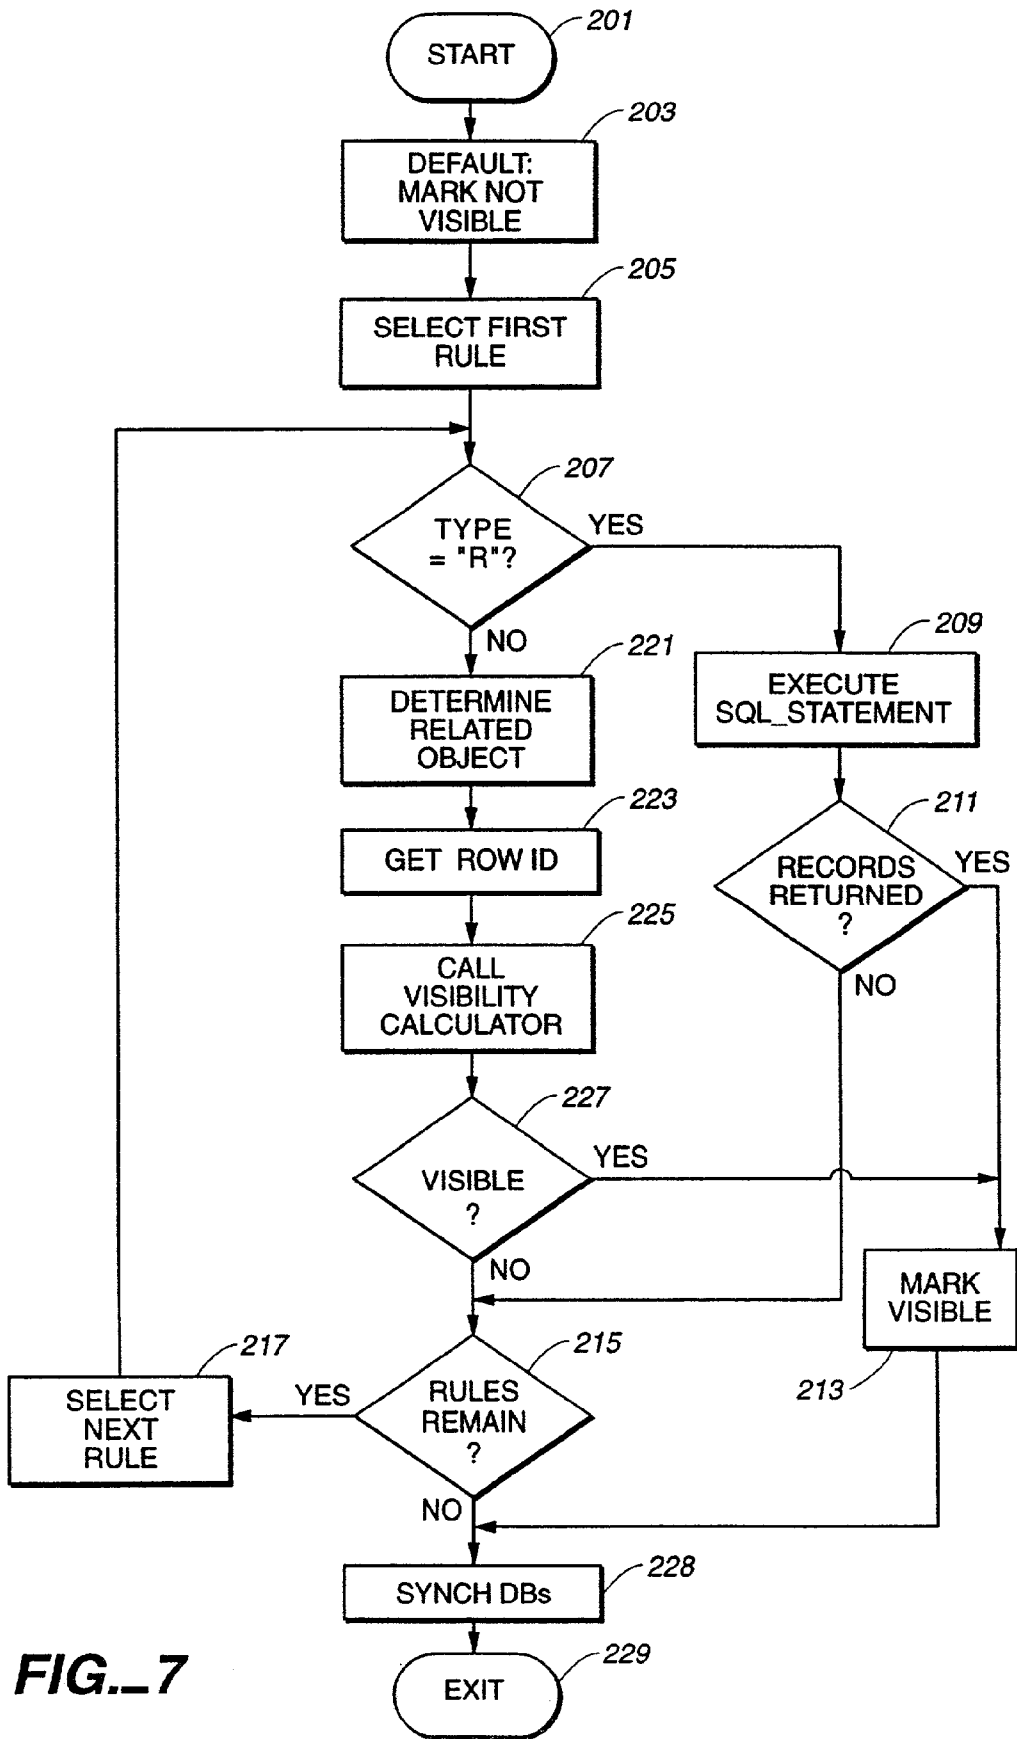 201
START
203
DEFAULT:
MARK NOT
VISIBLE
205
SELECT FIRST
RULE
207
TYPE
= "R"?
YES
NO
221
DETERMINE
RELATED
OBJECT
209
EXECUTE
SQL_STATEMENT
223
GET ROW ID
211
RECORDS
RETURNED
?
YES
NO
225
CALL
VISIBILITY
CALCULATOR
227
VISIBLE
?
YES
NO
MARK
VISIBLE
213
215
RULES
REMAIN
?
YES
NO
217
SELECT
NEXT
RULE
228
SYNCH DBs
229
EXIT
FIG._7